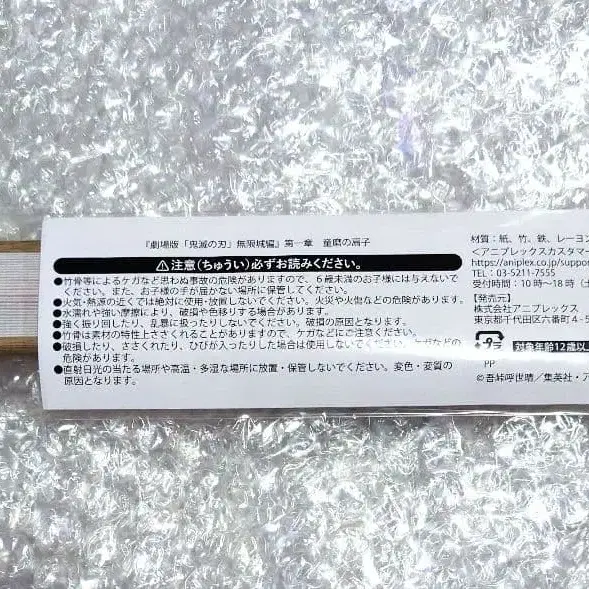 『劇場版「鬼滅の刃」無限城編』第一章 童磨の扇子
⚠注意(ちゅうい)必ずお読みください。
●竹骨等によるケガなど思わぬ事故の危険がありますので、6歳未満のお子様には与えないで
ください。また、お子様の手が届かない場所に保管してください。
●火気・熱源の近くでは絶対に使用・放置しないでください。火災や火傷などの危険があります。
●水濡れや強い摩擦により、破損や色移りする場合があります。
●強く振り回したり、乱暴に扱ったりしないでください。破損の原因となります。
●竹骨は素材の特性上ささくれることがありますので、ケガなどにご注意ください。
●破損したり、ささくれたり、ひびが入ったりした場合は使用しないでください。ケガなどの
危険があります。
●直射日光の当たる場所や高温・多湿な場所に放置・保管しないでください。変色・変質の
原因となります。
材質:紙、竹、鉄、レーヨン
<アニプレックスカスタマー
https://aniplex.co.jp/suppor
TEL:03-5211-7555
受付時間:10時~18時(土
【発売元】
株式会社アニプレックス
東京都千代田区六番町4-5
プラ
対象年齢12歳以上
PP
©吾峠呼世晴/集英社・ア